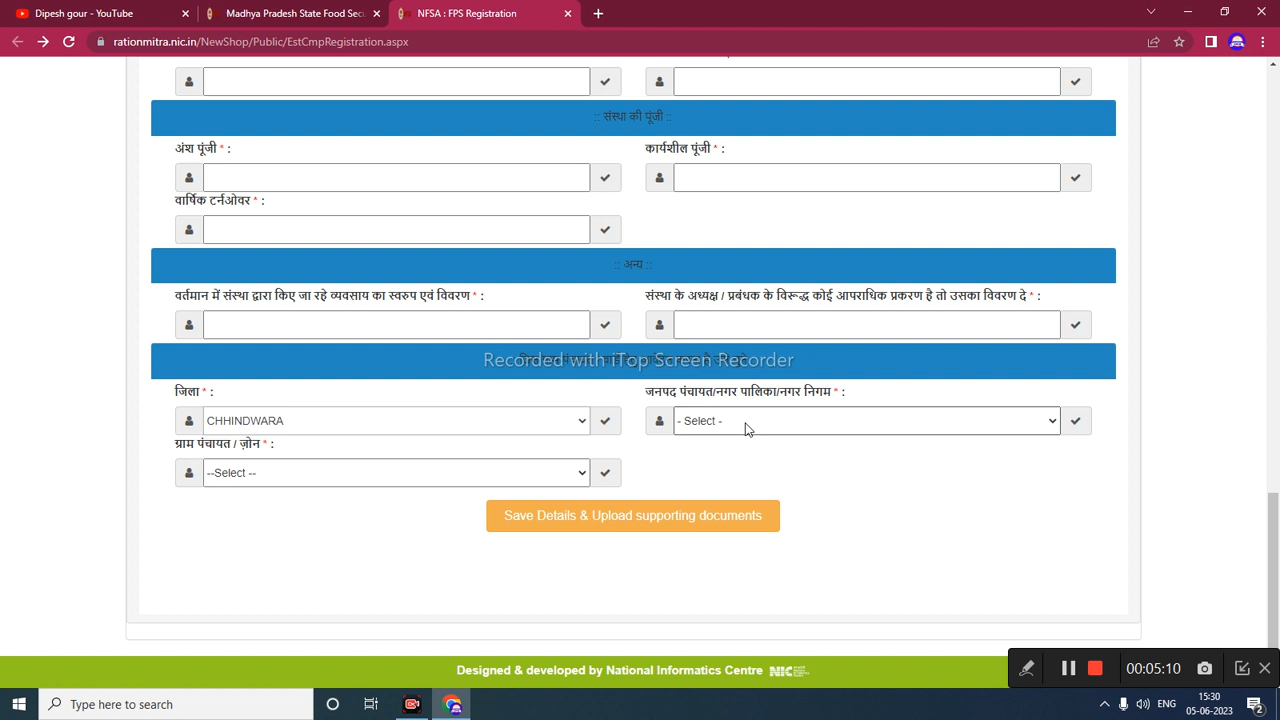 Dipesh gour - YouTube
Madhya Pradesh State Food Secu
NFSA : FPS Registration
rationmitra.nic.in/NewShop/Public/EstCmpRegistration.aspx
:: संस्था की पूंजी ::
अंश पूंजी * :
कार्यशील पूंजी * :
वार्षिक टर्नओवर * :
:: अन्य ::
वर्तमान में संस्था द्वारा किए जा रहे व्यवसाय का स्वरुप एवं विवरण * :
संस्था के अध्यक्ष / प्रबंधक के विरूद्ध कोई आपराधिक प्रकरण है तो उसका विवरण दे * :
Recorded with iTop Screen Recorder
जिला * :
जनपद पंचायत/नगर पालिका/नगर निगम * :
CHHINDWARA
- Select -
ग्राम पंचायत / ज़ोन * :
--Select --
Save Details & Upload supporting documents
Designed & developed by National Informatics Centre NIC
00:05:10
Type here to search
ENG
15:30
05-06-2023
2